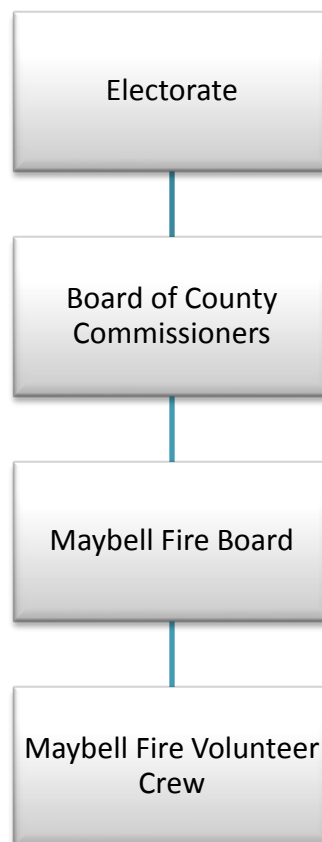 Electorate
Board of County
Commissioners
Maybell Fire Board
Maybell Fire Volunteer
Crew